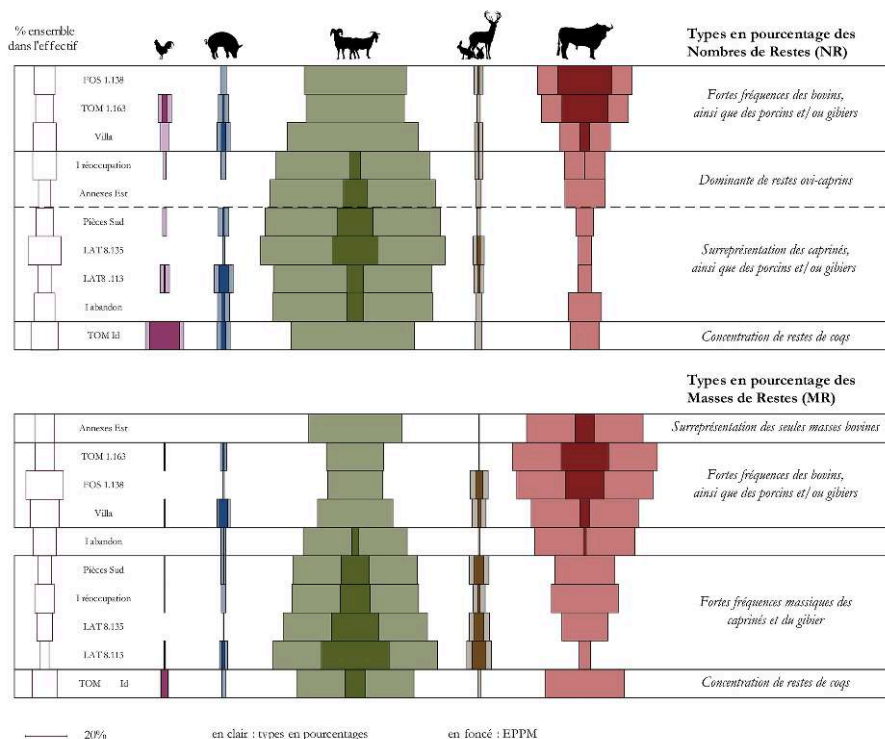 % ensemble
dans l'effectif
Types en pourcentage des
Nombres de Restes (NR)
FOS 1.138
TOM 1.163
Villa
Fortes fréquences des bovins,
ainsi que des porcins et/ou gibiers
I réoccupation
Annexes Est
Dominante de restes ovi-caprins
Pièces Sud
LAT 8.135
LAT8 .113
I abandon
Surreprésentation des caprinés,
ainsi que des porcins et/ou gibiers
TOM Id
Concentration de restes de coqs
Types en pourcentage des
Masses de Restes (MR)
Annexes Est
Surreprésentation des seules masses bovines
TOM 1.163
FOS 1.138
Villa
Fortes fréquences des bovins,
ainsi que des porcins et/ou gibiers
I abandon
Pièces Sud
I réoccupation
LAT 8.135
LAT 8.113
Fortes fréquences massiques des
caprinés et du gibier
TOM Id
Concentration de restes de coqs
20%
en clair : types en pourcentages
en foncé : EPPM